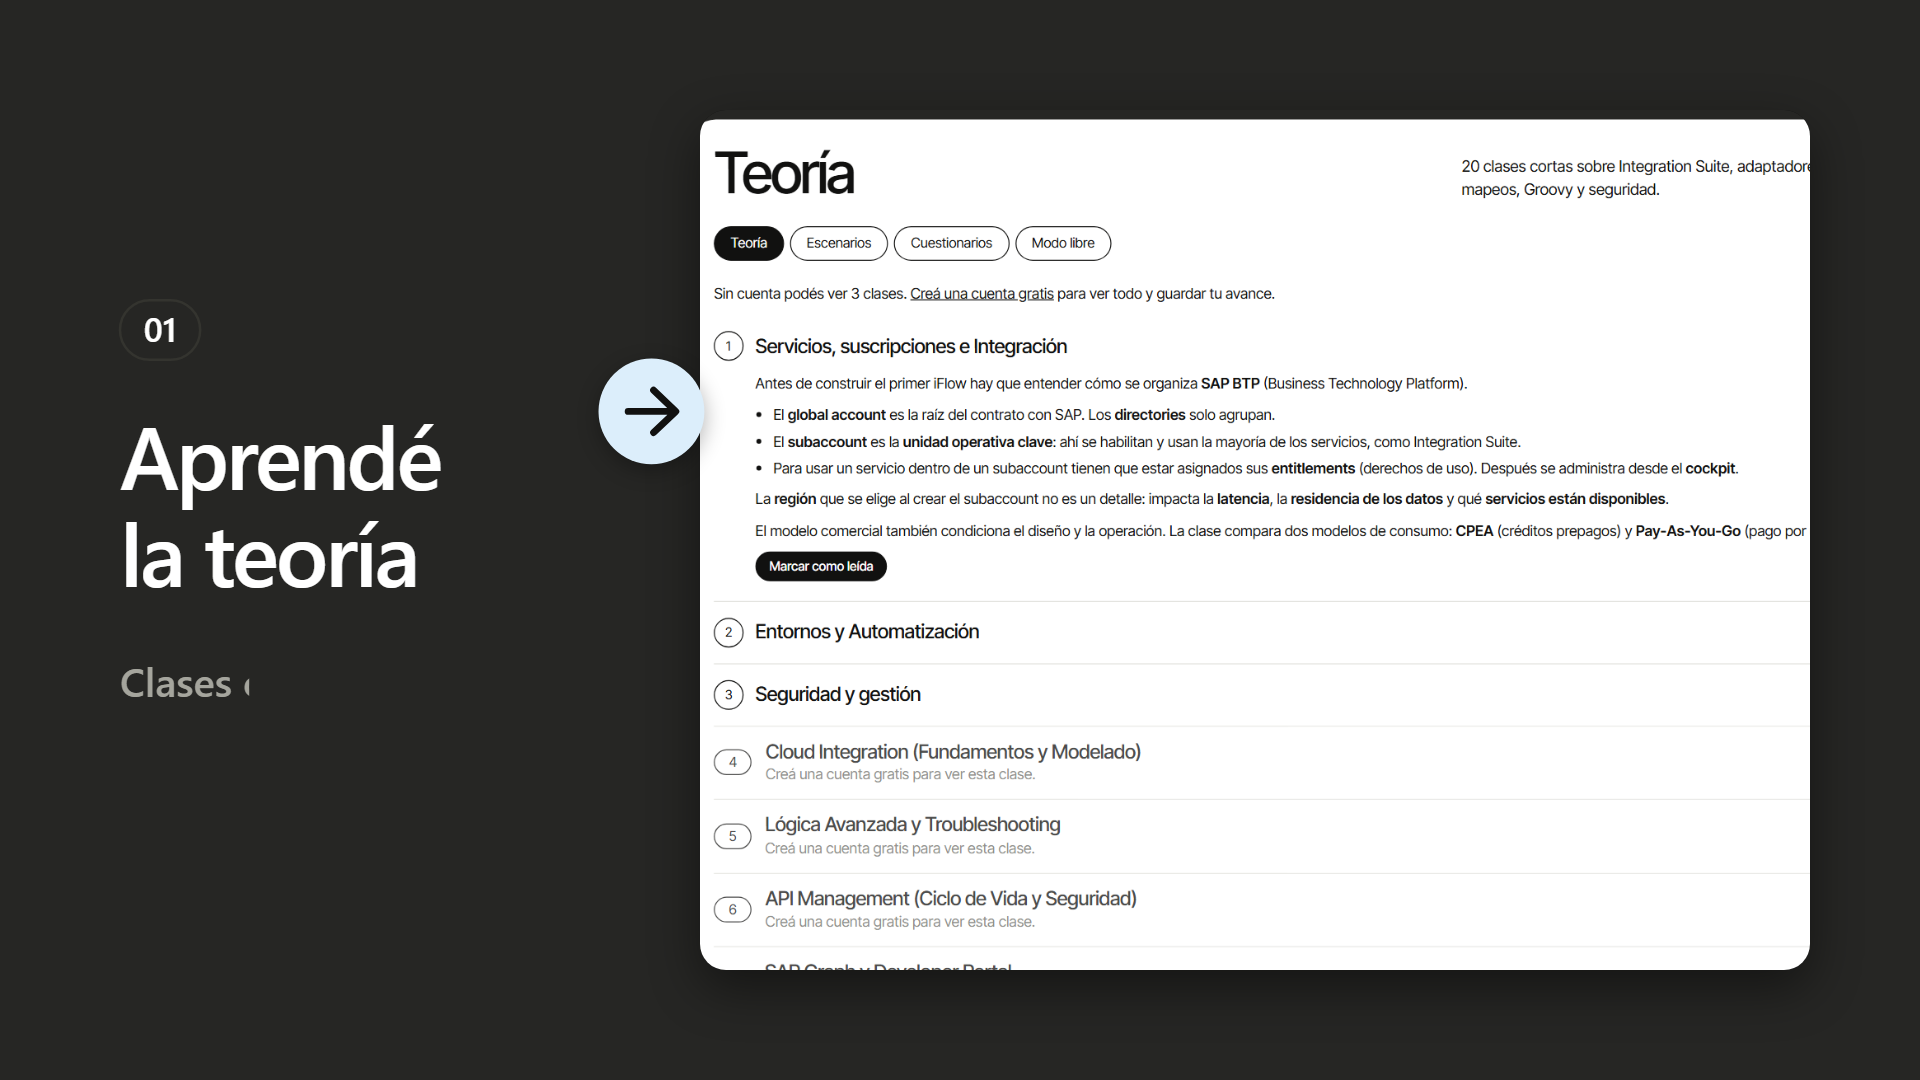 01
Aprendé
la teoría
Clases
Teoría
20 clases cortas sobre Integration Suite,
mapeos, Groovy y seguridad.
Teoría
Escenarios
Cuestionarios
Modo libre
Sin cuenta podés ver 3 clases. Creá una cuenta gratis para ver todo y guardar tu avance.
1
Servicios, suscripciones e Integración
Antes de construir el primer iFlow hay que entender cómo se organiza SAP BTP (Business Technology Platform).
• El global account es la raíz del contrato con SAP. Los directories solo agrupan.
• El subaccount es la unidad operativa clave: ahí se habilitan y usan la mayoría de los servicios, como Integration Suite.
• Para usar un servicio dentro de un subaccount tienen que estar asignados sus entitlements (derechos de uso). Después se administra desde el cockpit.
La región que se elige al crear el subaccount no es un detalle: impacta la latencia, la residencia de los datos y qué servicios están disponibles.
El modelo comercial también condiciona el diseño y la operación. La clase compara dos modelos de consumo: CPEA (créditos prepagos) y Pay-As-You-Go (pago por
Marcar como leída
2
Entornos y Automatización
3
Seguridad y gestión
4
Cloud Integration (Fundamentos y Modelado)
Creá una cuenta gratis para ver esta clase.
5
Lógica Avanzada y Troubleshooting
Creá una cuenta gratis para ver esta clase.
6
API Management (Ciclo de Vida y Seguridad)
Creá una cuenta gratis para ver esta clase.
SAP Graph y Developer Portal